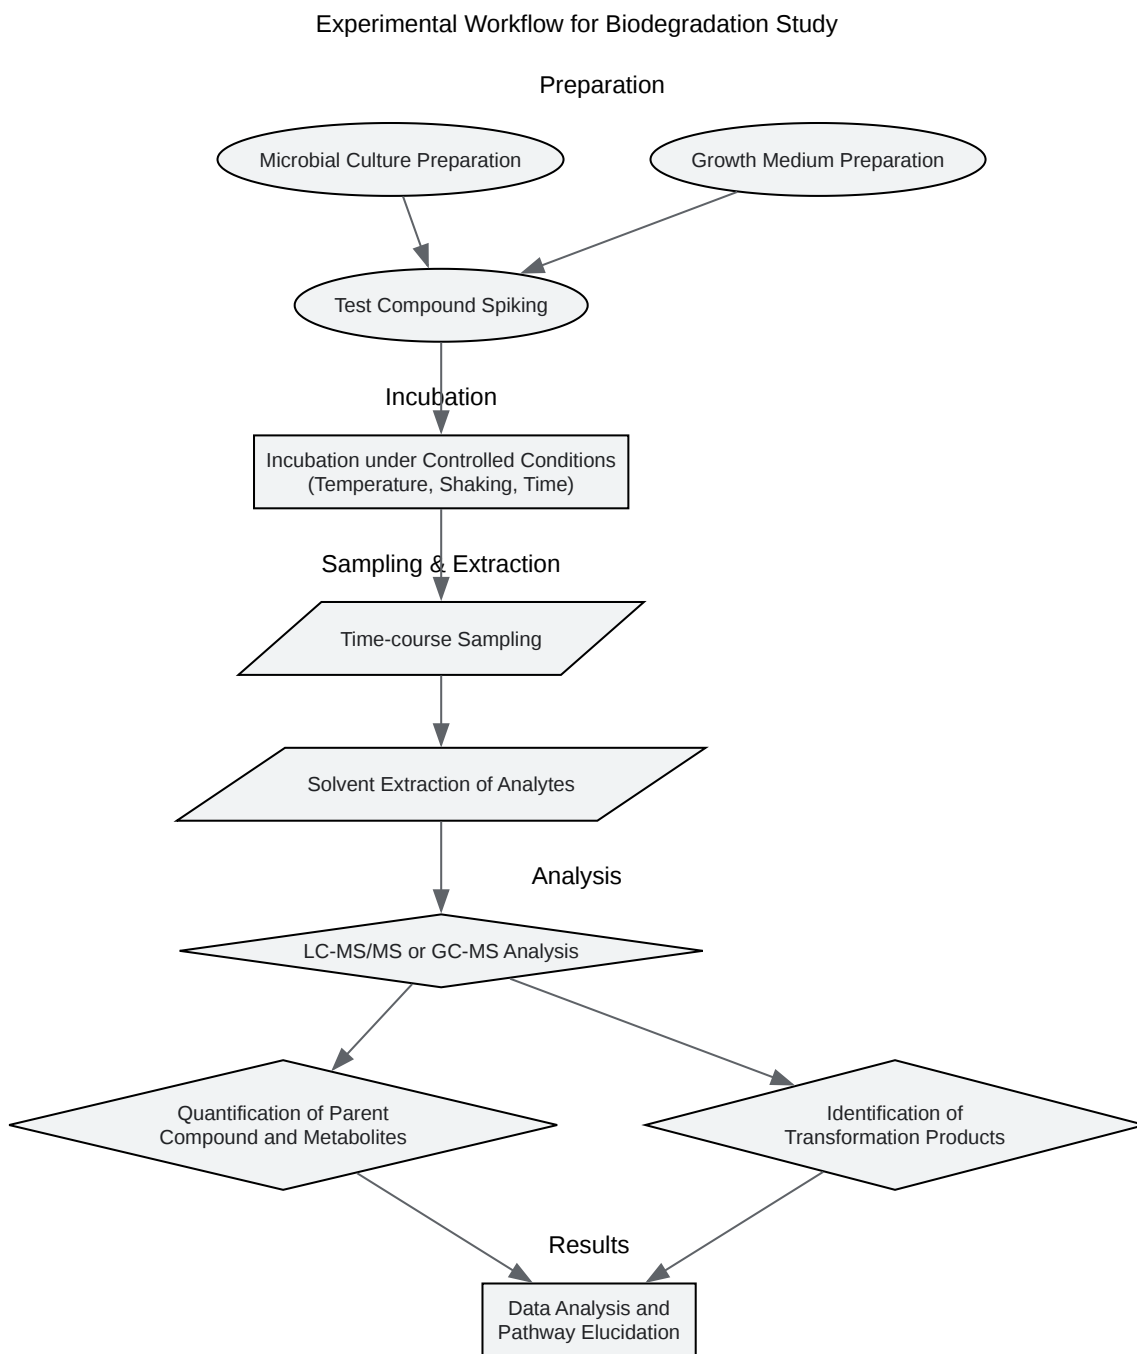 Experimental Workflow for Biodegradation Study
Preparation
Microbial Culture Preparation
Growth Medium Preparation
Test Compound Spiking
Incubation
Incubation under Controlled Conditions
(Temperature, Shaking, Time)
Sampling & Extraction
Time-course Sampling
Solvent Extraction of Analytes
Analysis
LC-MS/MS or GC-MS Analysis
Quantification of Parent
Compound and Metabolites
Identification of
Transformation Products
Results
Data Analysis and
Pathway Elucidation